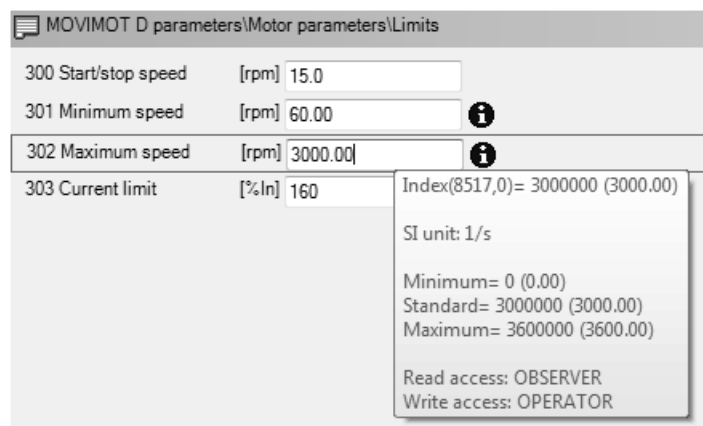 MOVIMOT D parameters\Motor parameters\Limits
300 Start/stop speed [rpm] 15.0
301 Minimum speed [rpm] 60.00
302 Maximum speed [rpm] 3000.00
303 Current limit [%In] 160
Index(8517,0)= 3000000 (3000.00)
SI unit: 1/s
Minimum= 0 (0.00)
Standard= 3000000 (3000.00)
Maximum= 3600000 (3600.00)
Read access: OBSERVER
Write access: OPERATOR